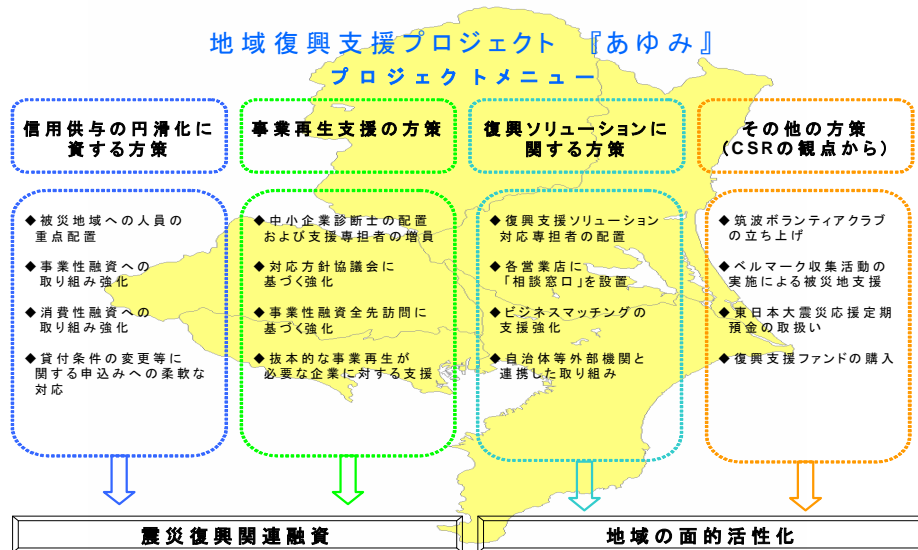 地域復興支援プロジェクト 『あゆみ』
プロジェクトメニュー
信用供与の円滑化に
資する方策
◆被災地域への人員の
重点配置
◆事業性融資への
取り組み強化
◆消費性融資への
取り組み強化
◆貸付条件の変更等に
関する申込みへの柔軟な
対応
事業再生支援の方策
◆中小企業診断士の配置
および支援専担者の増員
◆対応方針協議会に
基づく強化
◆事業性融資全先訪問に
基づく強化
◆抜本的な事業再生が
必要な企業に対する支援
復興ソリューションに
関する方策
◆復興支援ソリューション
対応専担者の配置
◆各営業店に
「相談窓口」を設置
◆ビジネスマッチングの
支援強化
◆自治体等外部機関と
連携した取り組み
その他の方策
(CSRの観点から)
◆筑波ボランティアクラブ
の立ち上げ
◆ベルマーク収集活動の
実施による被災地支援
◆東日本大震災応援定期
預金の取扱い
◆復興支援ファンドの購入
震災復興関連融資
地域の面的活性化